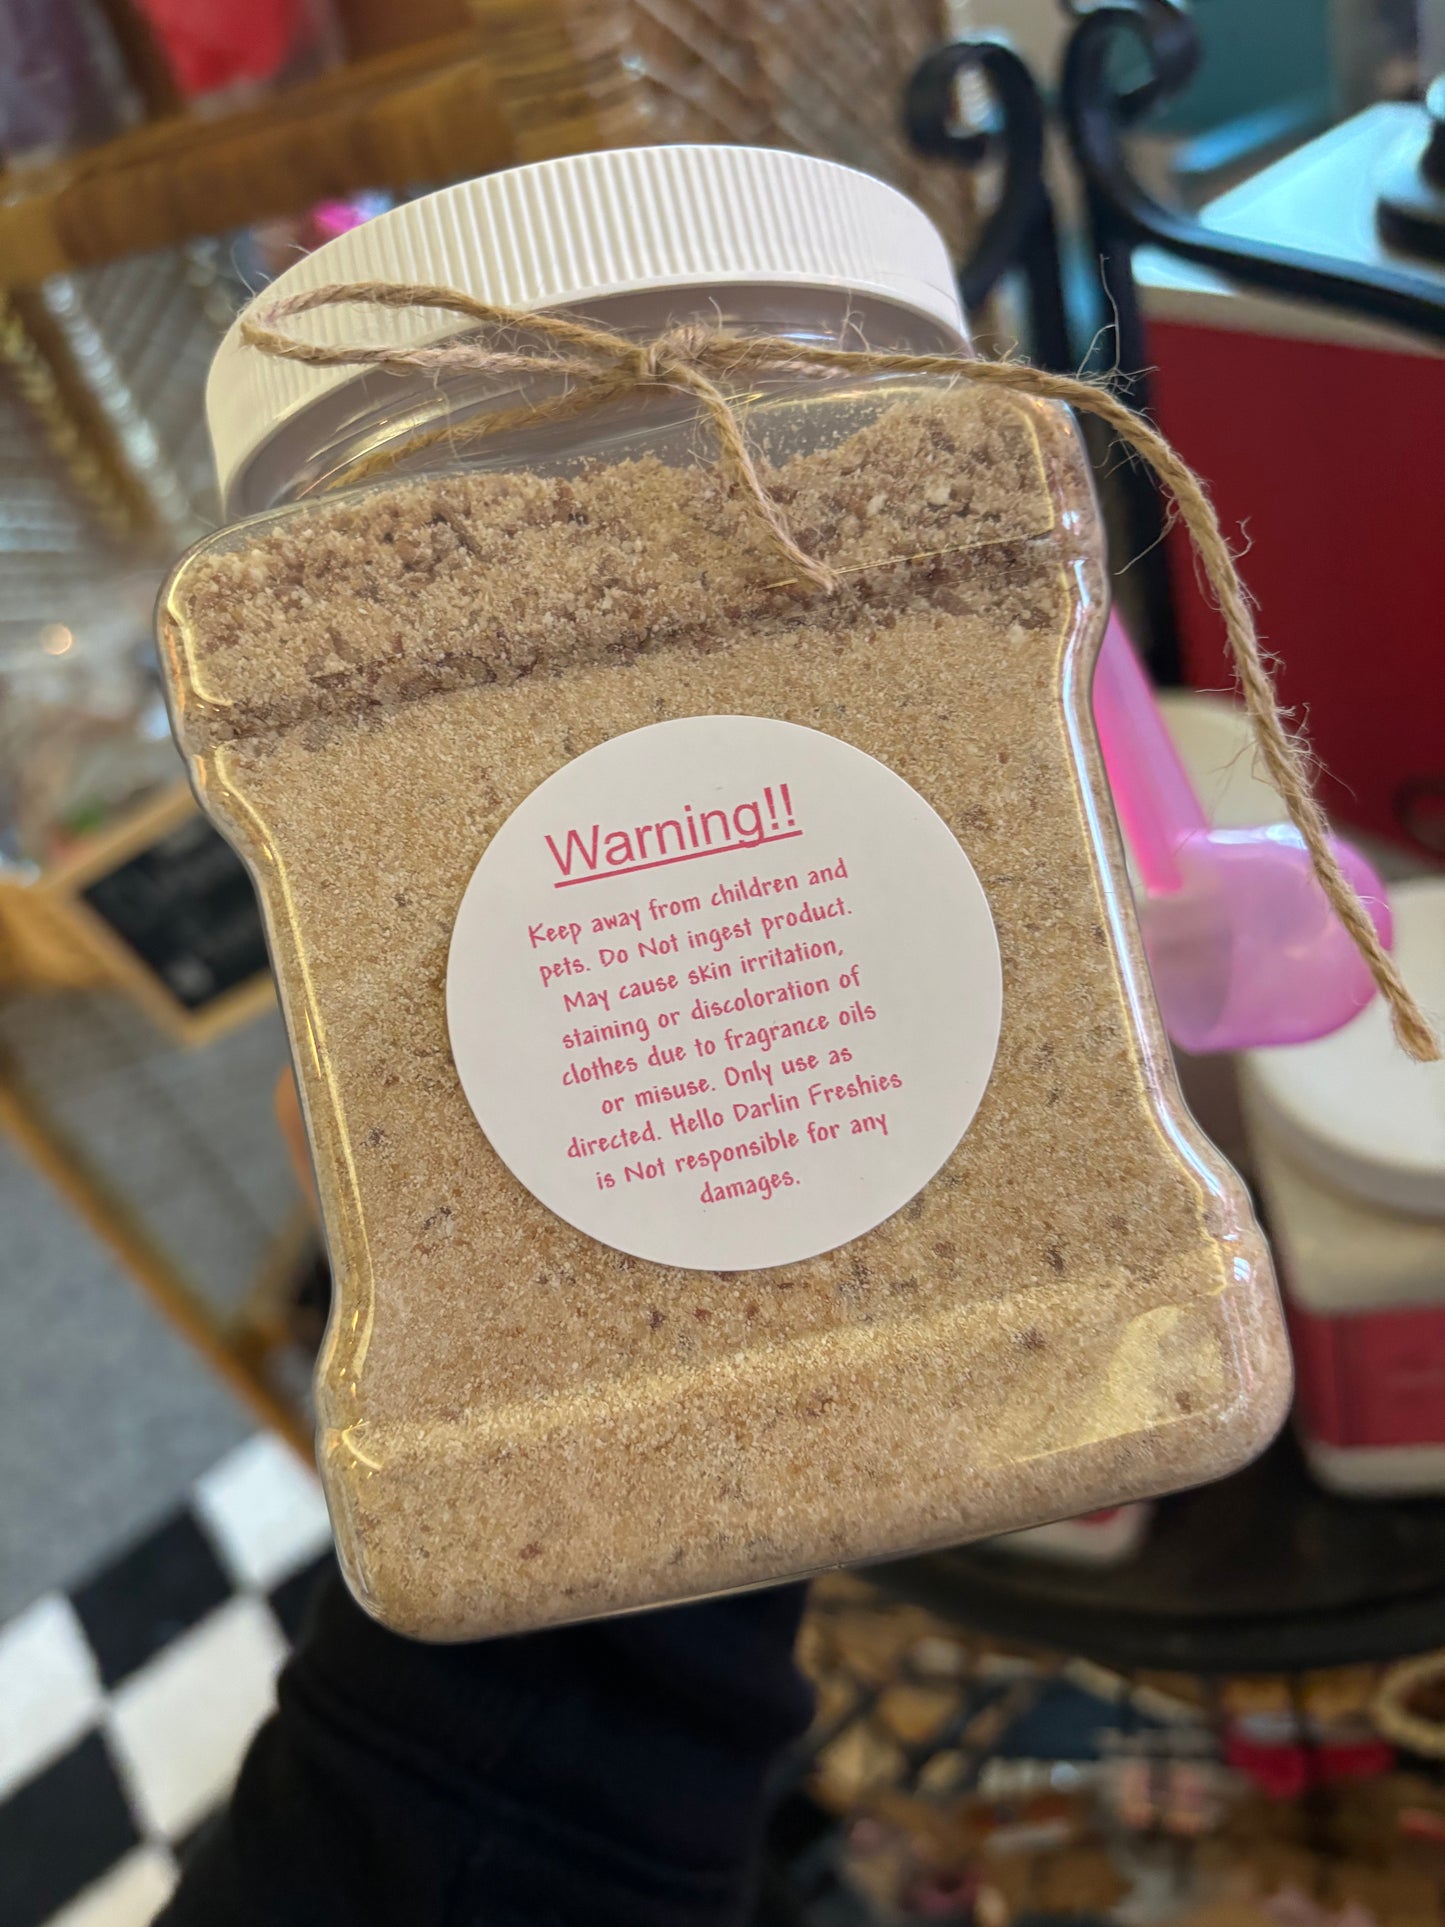 Warning!!
Keep away from children and
pets. Do Not ingest product.
May cause skin irritation,
staining or discoloration of
clothes due to fragrance oils
or misuse. Only use as
directed. Hello Darlin Freshies
is Not responsible for any
damages.